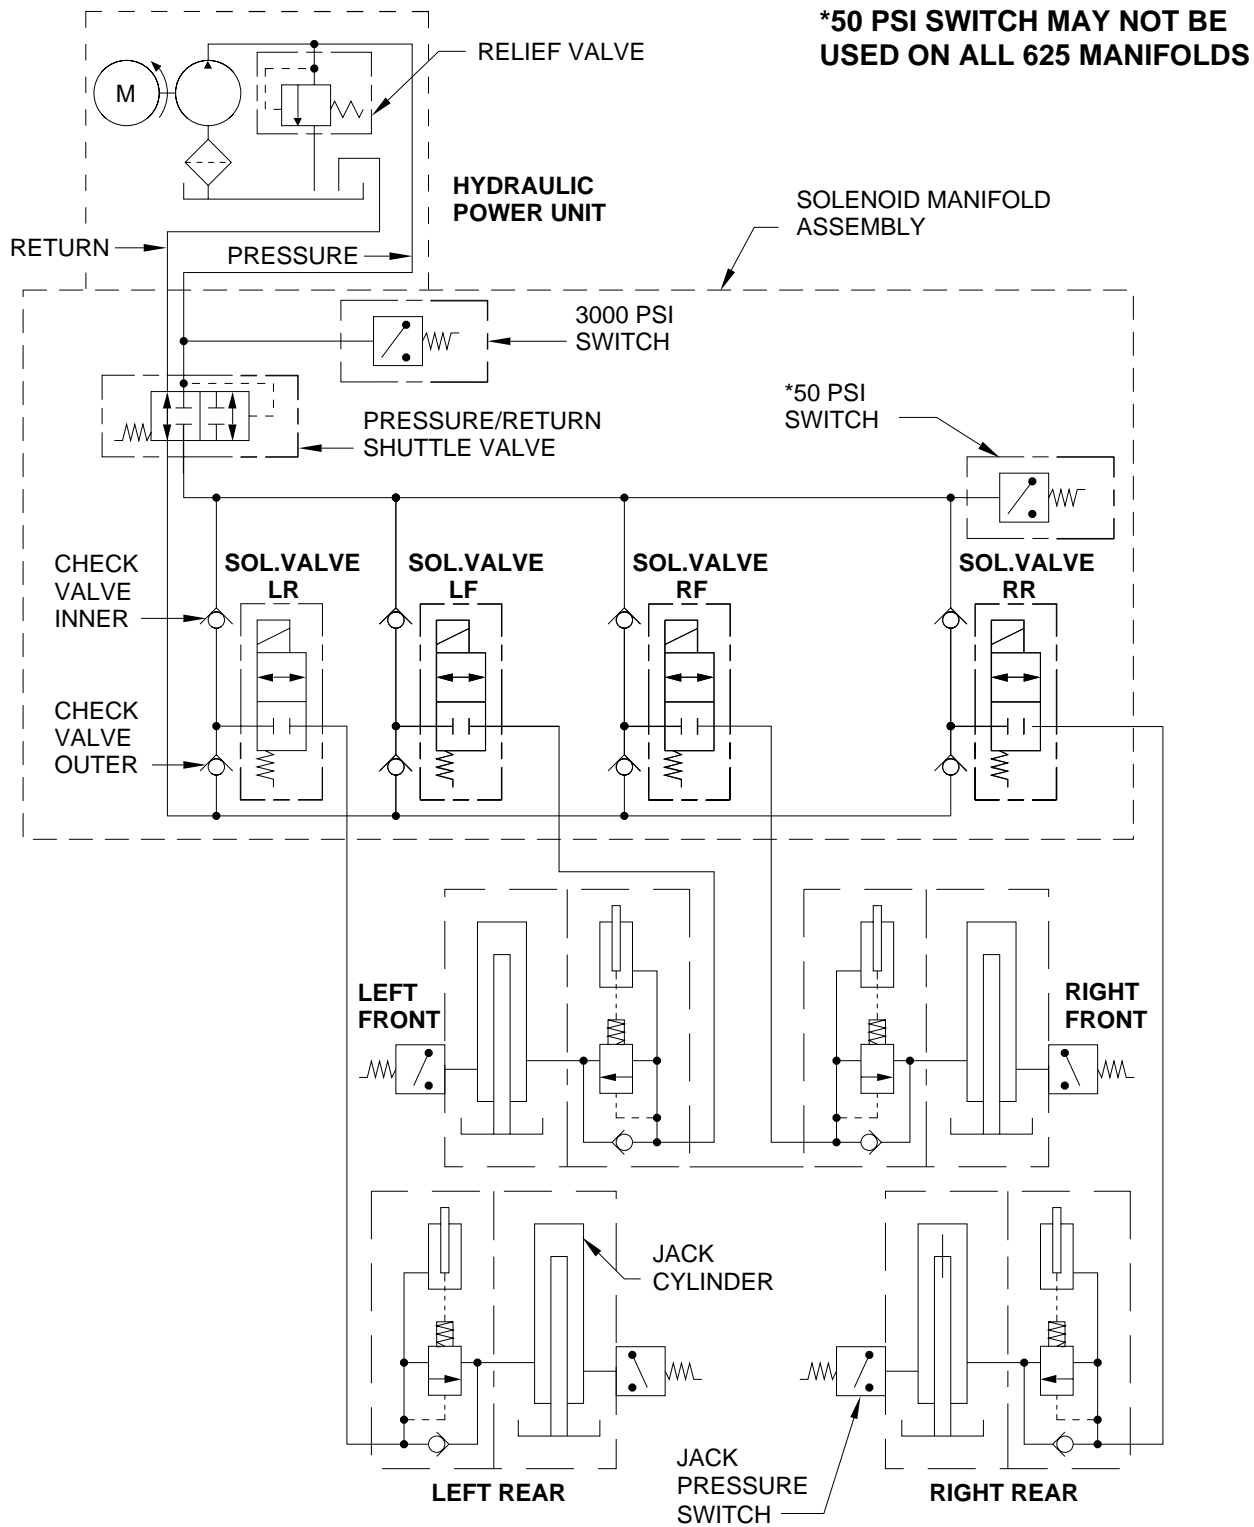 *50 PSI SWITCH MAY NOT BE
USED ON ALL 625 MANIFOLDS
RELIEF VALVE
M
HYDRAULIC
POWER UNIT
SOLENOID MANIFOLD
ASSEMBLY
RETURN
PRESSURE
3000 PSI
SWITCH
*50 PSI
SWITCH
PRESSURE/RETURN
SHUTTLE VALVE
CHECK
VALVE
INNER
SOL.VALVE
LR
SOL.VALVE
LF
SOL.VALVE
RF
SOL.VALVE
RR
CHECK
VALVE
OUTER
LEFT
FRONT
RIGHT
FRONT
JACK
CYLINDER
JACK
PRESSURE
SWITCH
LEFT REAR
RIGHT REAR